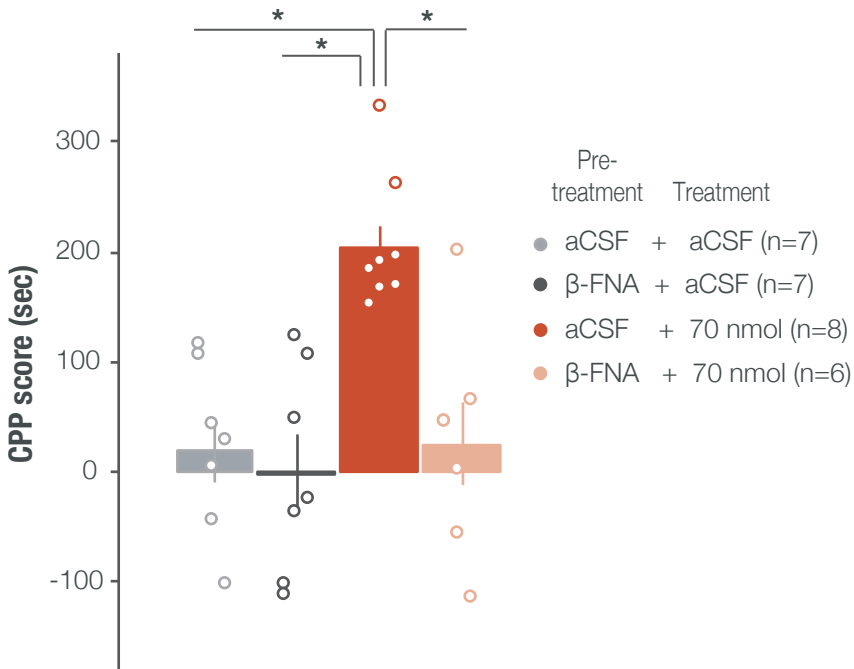 *
*
*
300
200
100
0
-100
CPP score (sec)
Pre-
treatment Treatment
aCSF + aCSF (n=7)
β-FNA + aCSF (n=7)
aCSF + 70 nmol (n=8)
β-FNA + 70 nmol (n=6)